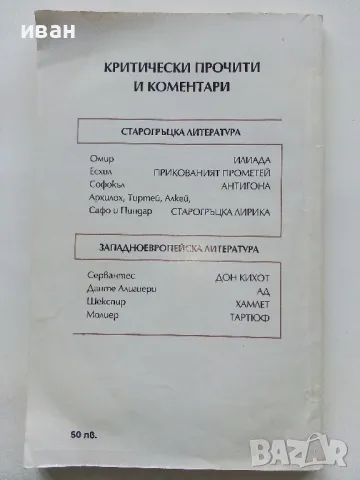 иван
КРИТИЧЕСКИ ПРОЧИТИ
И КОМЕНТАРИ
СТАРОГРЪЦКА ЛИТЕРАТУРА
Омир ИЛИАДА
Есхил ПРИКОВАНИЯТ ПРОМЕТЕЙ
Софокъл АНТИГОНА
Архилох, Тиртей, Алкей,
Сафо и Пиндар СТАРОГРЪЦКА ЛИРИКА
ЗАПАДНОЕВРОПЕЙСКА ЛИТЕРАТУРА
Сервантес ДОН КИХОТ
Данте Алигиери АД
Шекспир ХАМЛЕТ
Молиер ТАРТЮФ
50 лв.
bazar